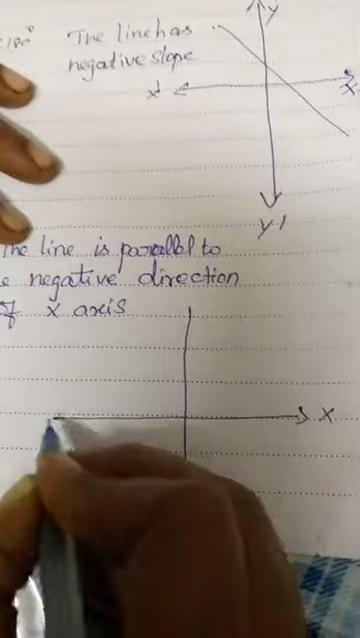 The line has
negative slope
y
x
x'
y'
The line is parallel to
negative direction
x axis
x